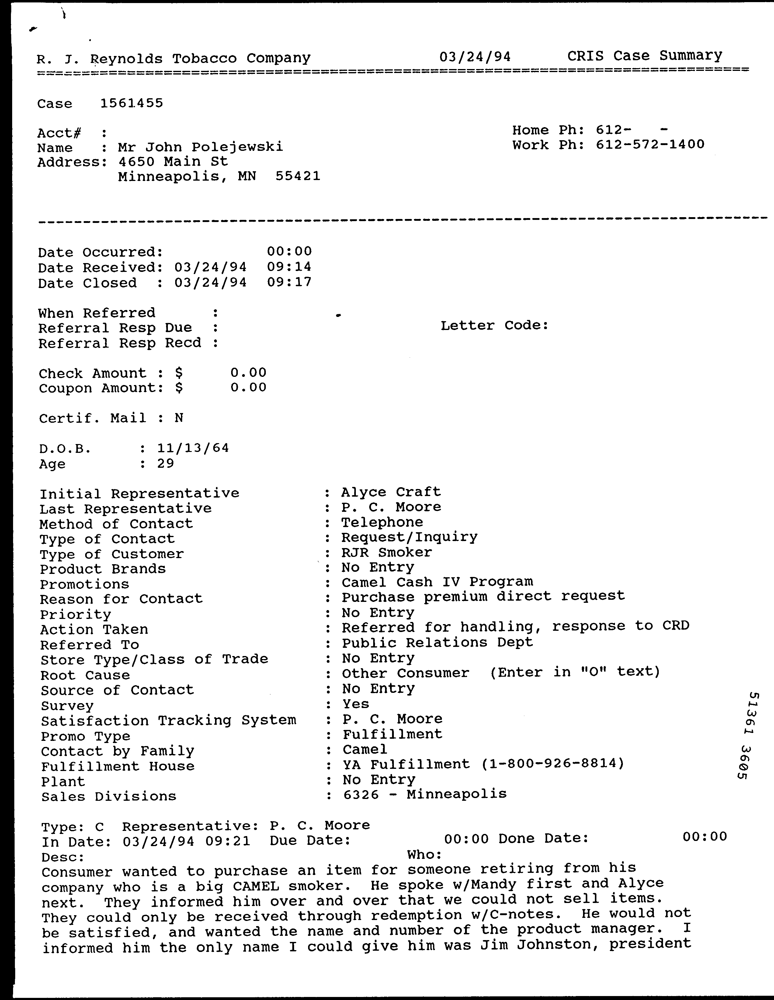 R. J. Reynolds Tobacco Company 03/24/94 CRIS Case Summary
================================================================================
Case 1561455
Acct# : Home Ph: 612- -
Name : Mr John Polejewski Work Ph: 612-572-1400
Address: 4650 Main St
Minneapolis, MN 55421
--------------------------------------------------------------------------------
Date Occurred: 00:00
Date Received: 03/24/94 09:14
Date Closed : 03/24/94 09:17
When Referred :
Referral Resp Due : Letter Code:
Referral Resp Recd :
Check Amount : $ 0.00
Coupon Amount: $ 0.00
Certif. Mail : N
D.O.B. : 11/13/64
Age : 29
Initial Representative : Alyce Craft
Last Representative : P. C. Moore
Method of Contact : Telephone
Type of Contact : Request/Inquiry
Type of Customer : RJR Smoker
Product Brands : No Entry
Promotions : Camel Cash IV Program
Reason for Contact : Purchase premium direct request
Priority : No Entry
Action Taken : Referred for handling, response to CRD
Referred To : Public Relations Dept
Store Type/Class of Trade : No Entry
Root Cause : Other Consumer (Enter in "O" text)
Source of Contact : No Entry
Survey : Yes
Satisfaction Tracking System : P. C. Moore
Promo Type : Fulfillment
Contact by Family : Camel
Fulfillment House : YA Fulfillment (1-800-926-8814)
Plant : No Entry
Sales Divisions : 6326 - Minneapolis
51361 3605
Type: C Representative: P. C. Moore
In Date: 03/24/94 09:21 Due Date: 00:00 Done Date: 00:00
Desc: Who:
Consumer wanted to purchase an item for someone retiring from his
company who is a big CAMEL smoker. He spoke w/Mandy first and Alyce
next. They informed him over and over that we could not sell items.
They could only be received through redemption w/C-notes. He would not
be satisfied, and wanted the name and number of the product manager. I
informed him the only name I could give him was Jim Johnston, president